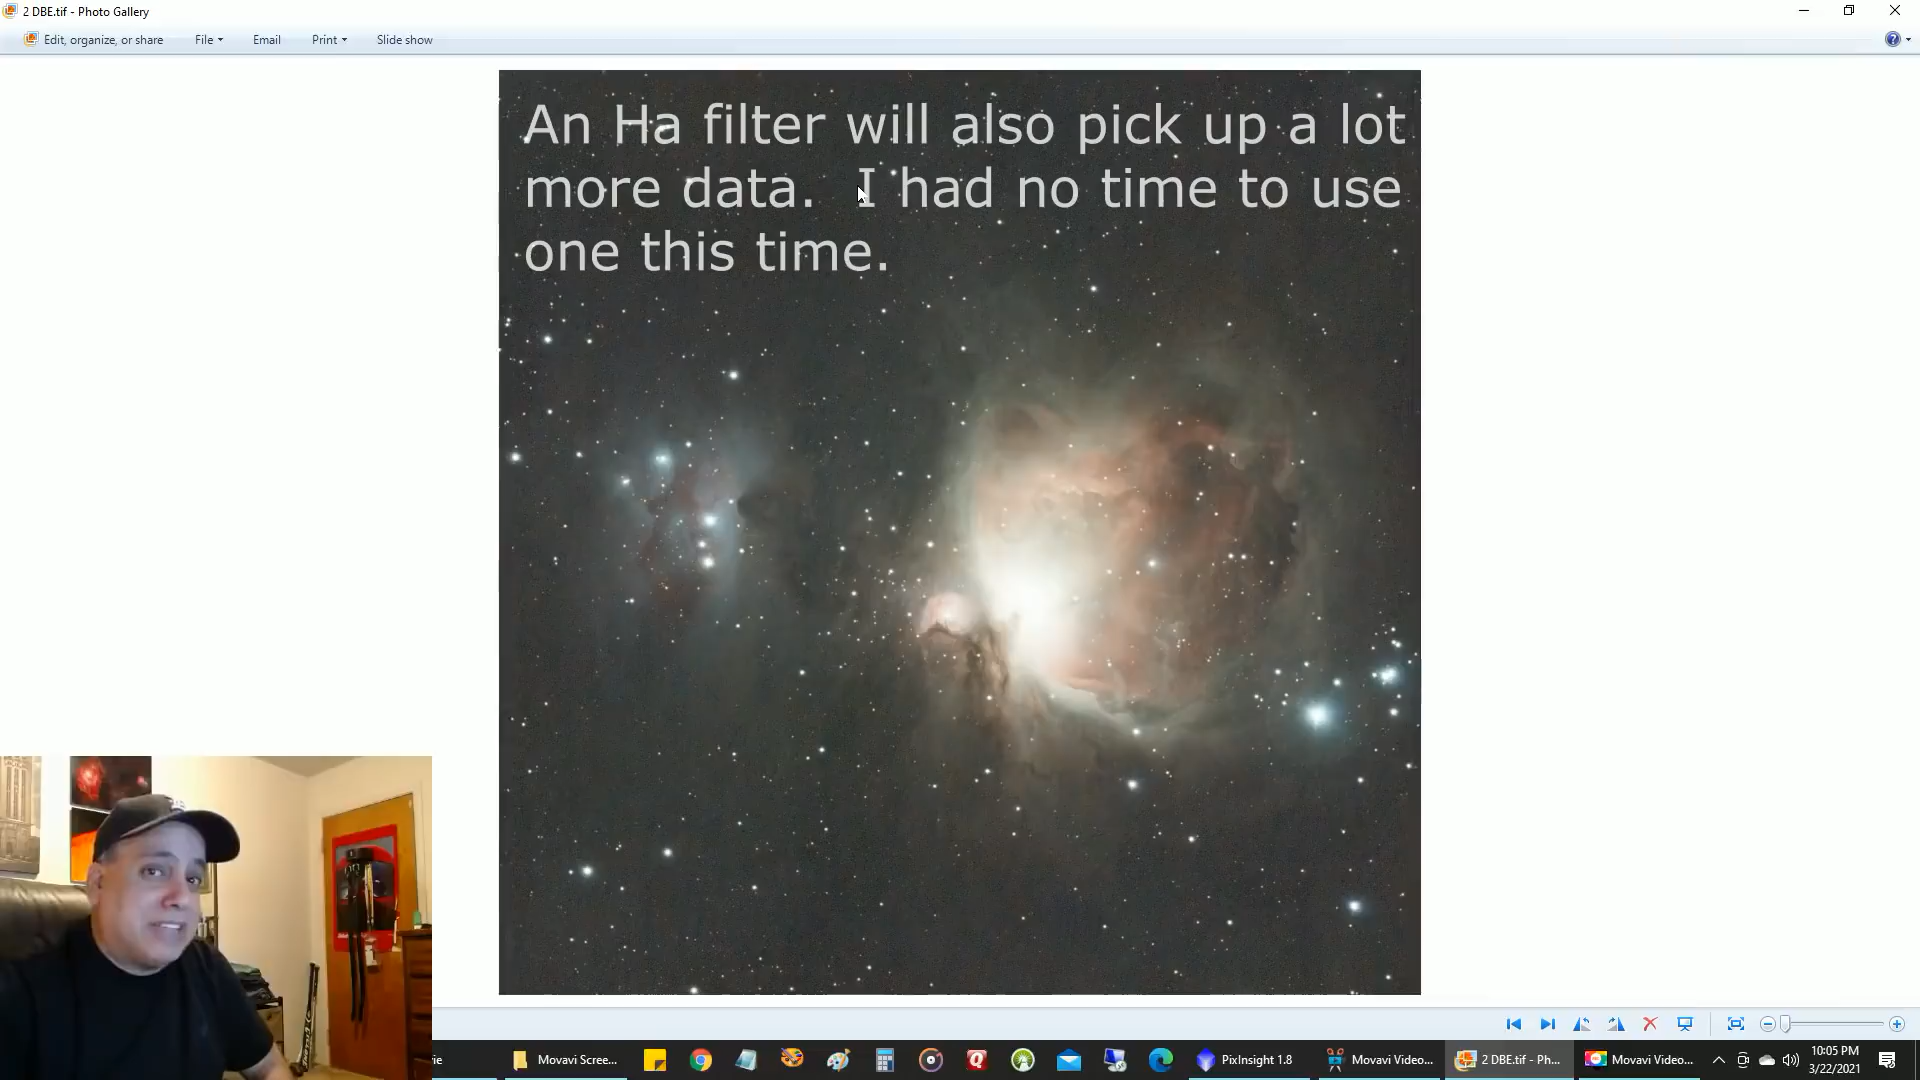 2 DBE.tif - Photo Gallery
Edit, organize, or share File Email Print Slide show
An Ha filter will also pick up a lot
more data. I had no time to use
one this time.
vie Movavi Scree... PixInsight 1.8 Movavi Video... 2 DBE.tif - Ph... Movavi Video...
10:05 PM
3/22/2021